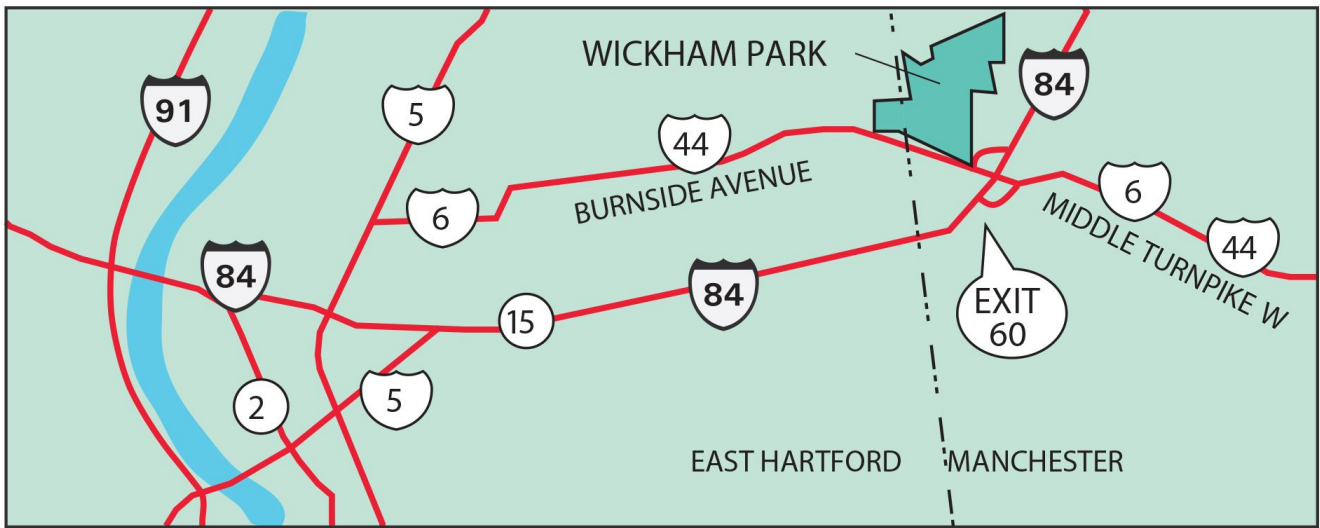 WICKHAM PARK
91
5
84
44
BURNSIDE AVENUE
6
6
MIDDLE TURNPIKE W
44
84
84
EXIT
60
15
2
5
EAST HARTFORD
MANCHESTER